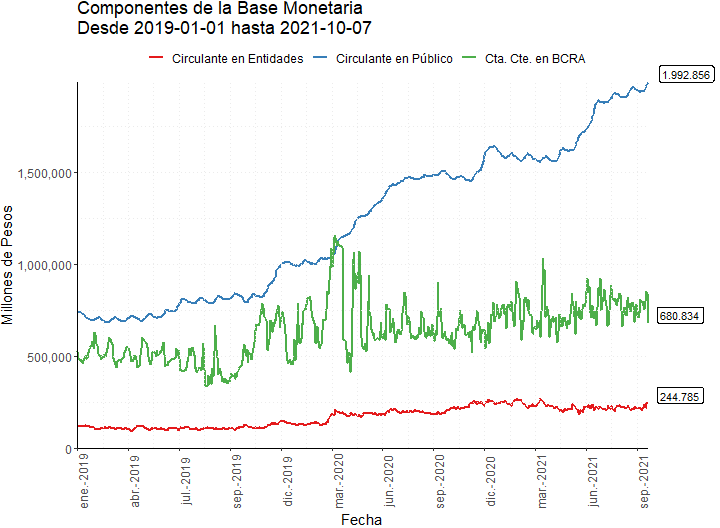 Componentes de la Base Monetaria
Desde 2019-01-01 hasta 2021-10-07
Circulante en Entidades Circulante en Público Cta. Cte. en BCRA
1.992.856
1,500,000
1,000,000
680.834
500,000
244.785
0
Millones de Pesos
ene.-2019 abr.-2019 jul.-2019 sep.-2019 dic.-2019 mar.-2020 jun.-2020 sep.-2020 dic.-2020 mar.-2021 jun.-2021 sep.-2021
Fecha